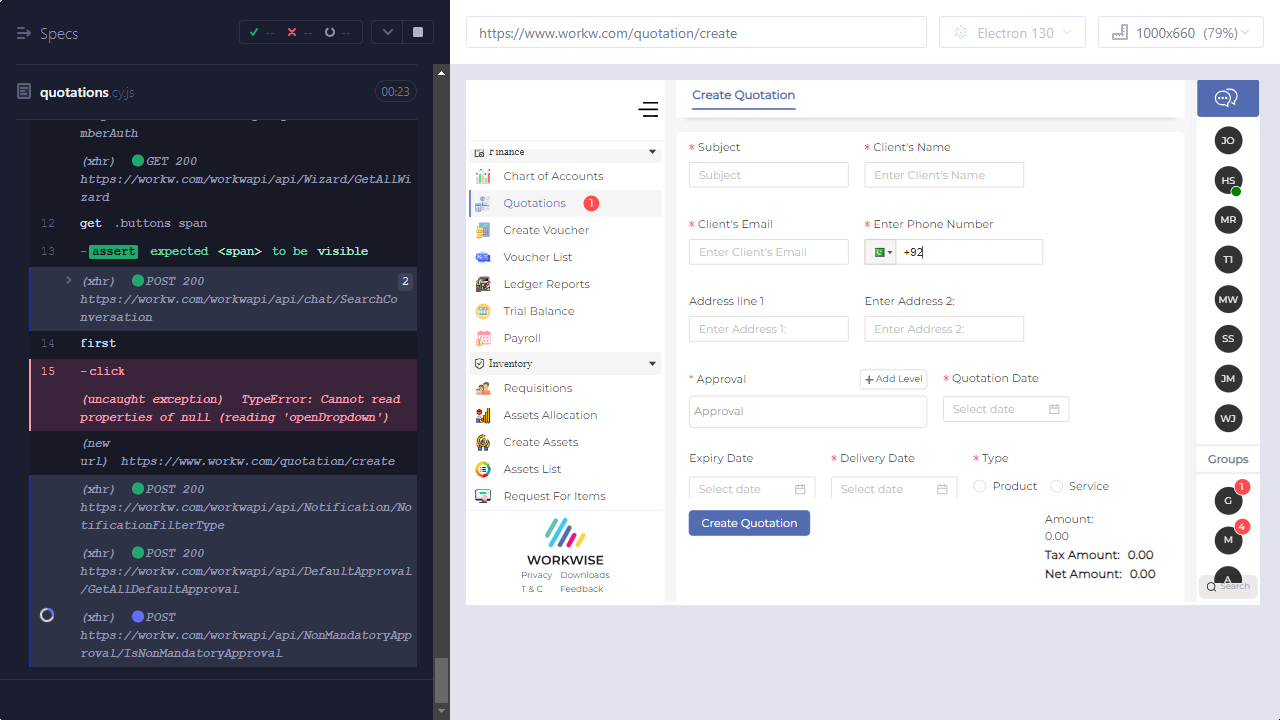 Specs
-- -- --
https://www.workw.com/quotation/create
Electron 130
1000x660 (79%)
quotations.cy.js
00:23
mberAuth
(xhr) GET 200
https://workw.com/workwapi/api/Wizard/GetAllWi
zard
12 get .buttons span
13 -assert expected <span> to be visible
(xhr) POST 200 2
https://workw.com/workwapi/api/chat/SearchCo
nversation
14 first
15 -click
(uncaught exception) TypeError: Cannot read
properties of null (reading 'openDropdown')
(new
url) https://www.workw.com/quotation/create
(xhr) POST 200
https://workw.com/workwapi/api/Notification/No
tificationFilterType
(xhr) POST 200
https://workw.com/workwapi/api/DefaultApproval
/GetAllDefaultApproval
(xhr) POST
https://workw.com/workwapi/api/NonMandatoryApp
roval/IsNonMandatoryApproval
Finance
Chart of Accounts
Quotations 1
Create Voucher
Voucher List
Ledger Reports
Trial Balance
Payroll
Inventory
Requisitions
Assets Allocation
Create Assets
Assets List
Request For Items
WORKWISE
Privacy Downloads
T & C Feedback
Create Quotation
* Subject * Client's Name
Subject Enter Client's Name
* Client's Email * Enter Phone Number
Enter Client's Email +92
Address line 1 Enter Address 2:
Enter Address 1: Enter Address 2:
* Approval + Add Level * Quotation Date
Approval Select date
Expiry Date * Delivery Date * Type
Select date Select date Product Service
Create Quotation
Amount:
0.00
Tax Amount: 0.00
Net Amount: 0.00
JO
HS
MR
TI
MW
SS
JM
WJ
Groups
G 1
M 4
A
Search